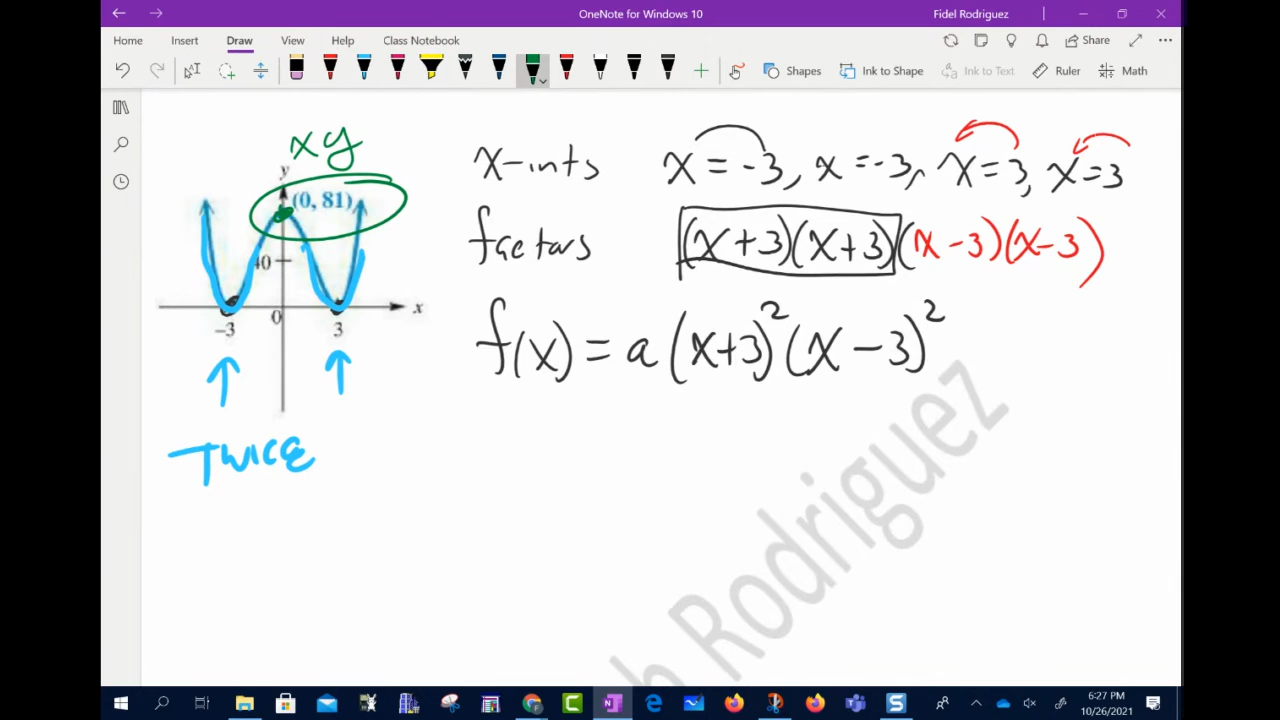 OneNote for Windows 10
Fidel Rodriguez
Home Insert Draw View Help Class Notebook
Share
Shapes Ink to Shape Ink to Text Ruler Math
x y
y
(0, 81)
40
x
-3 0 3
TWICE
x-ints x = -3, x = -3, x = 3, x = 3
factors (x+3)(x+3)(x-3)(x-3)
f(x) = a(x+3)²(x-3)²
Rodriguez
6:27 PM
10/26/2021